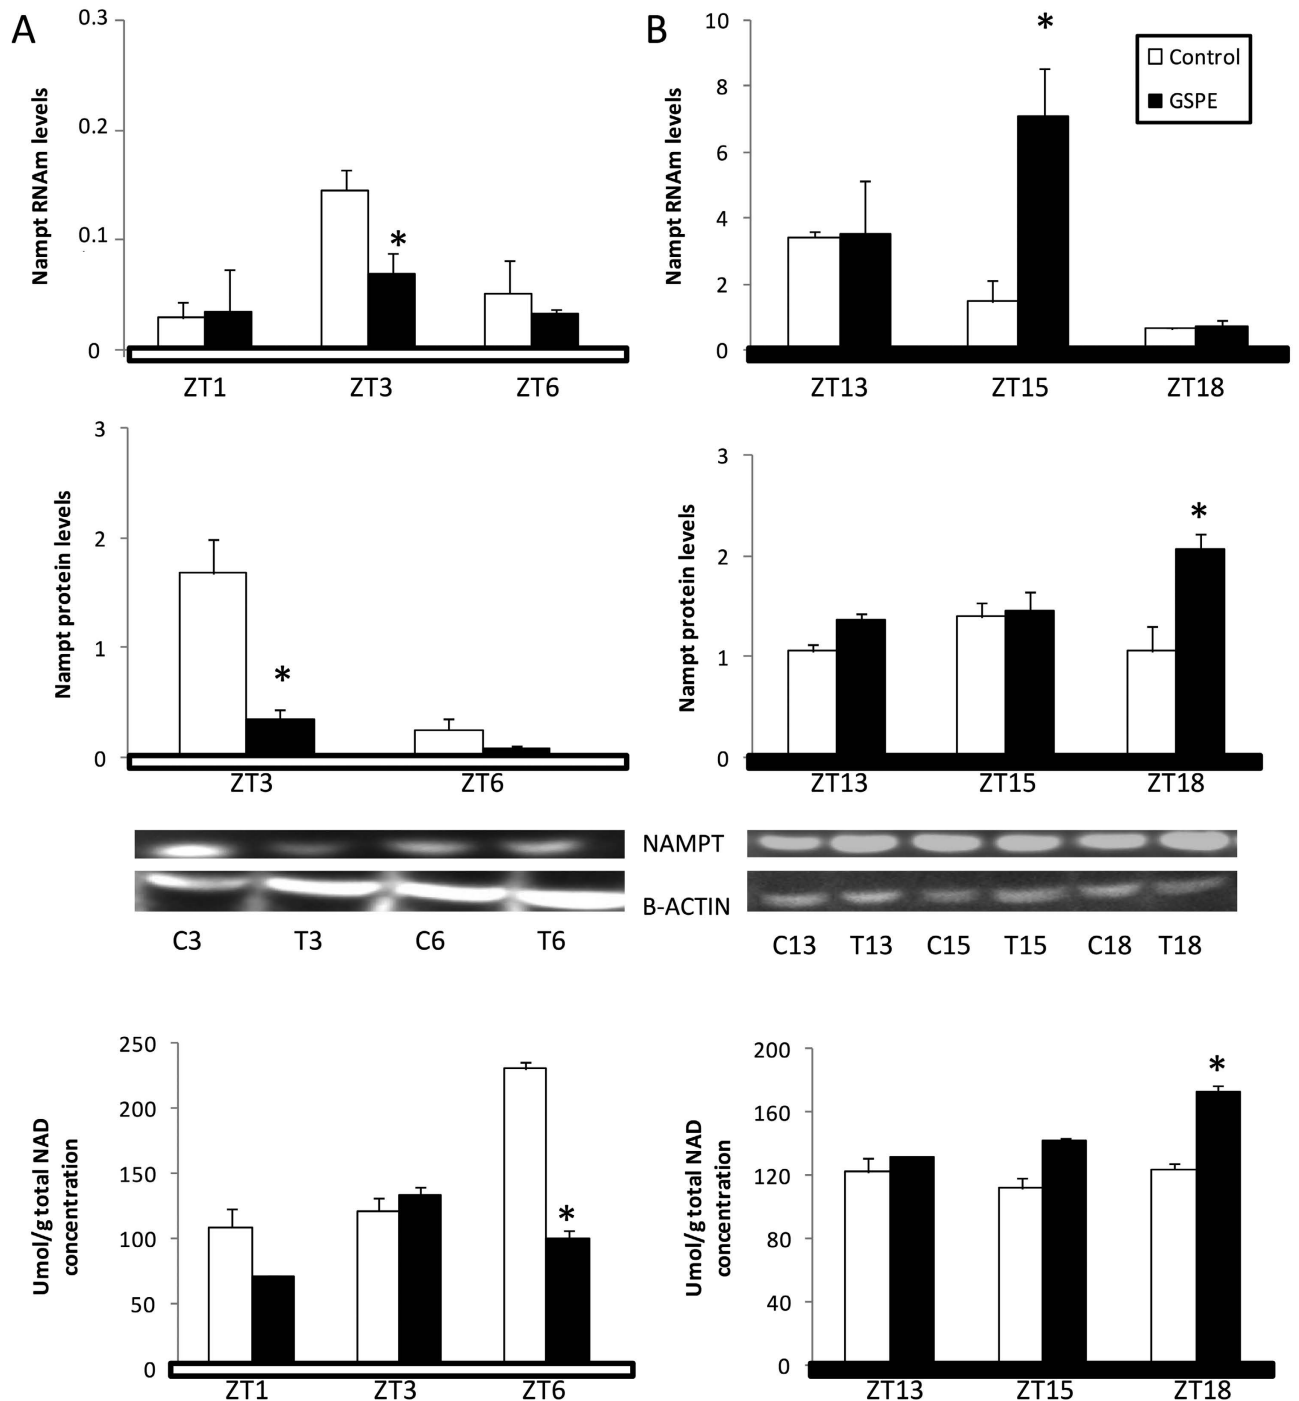 A
0.3
0.2
0.1
0
Nampt RNAm levels
*
ZT1 ZT3 ZT6
B
10
8
6
4
2
0
Nampt RNAm levels
*
Control
GSPE
ZT13 ZT15 ZT18
3
2
1
0
Nampt protein levels
*
ZT3 ZT6
3
2
1
0
Nampt protein levels
*
ZT13 ZT15 ZT18
NAMPT
B-ACTIN
C3 T3 C6 T6
C13 T13 C15 T15 C18 T18
250
200
150
100
50
0
Umol/g total NAD
concentration
*
ZT1 ZT3 ZT6
200
160
120
80
40
0
Umol/g total NAD
concentration
*
ZT13 ZT15 ZT18